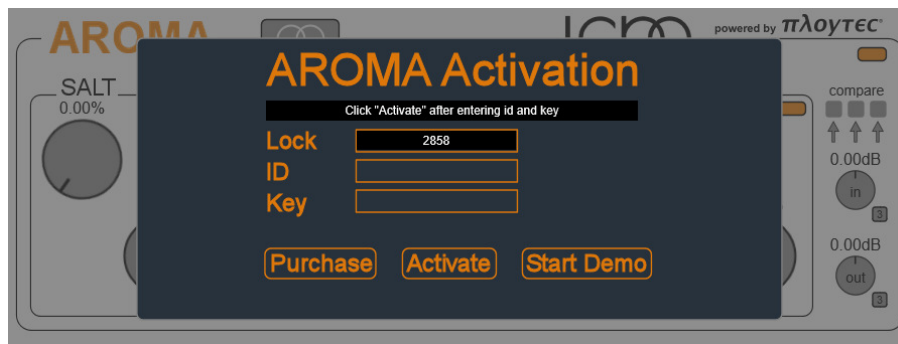 AROMA
powered by πλογτες
AROMA Activation
Click "Activate" after entering id and key
SALT
0.00%
compare
Lock 2858
ID
Key
0.00dB
in
3
Purchase Activate Start Demo
0.00dB
out
3